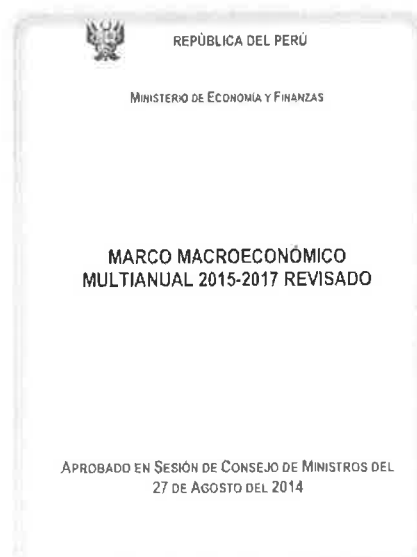 REPÚBLICA DEL PERÚ
MINISTERIO DE ECONOMÍA Y FINANZAS
MARCO MACROECONÓMICO
MULTIANUAL 2015-2017 REVISADO
APROBADO EN SESIÓN DE CONSEJO DE MINISTROS DEL
27 DE AGOSTO DEL 2014